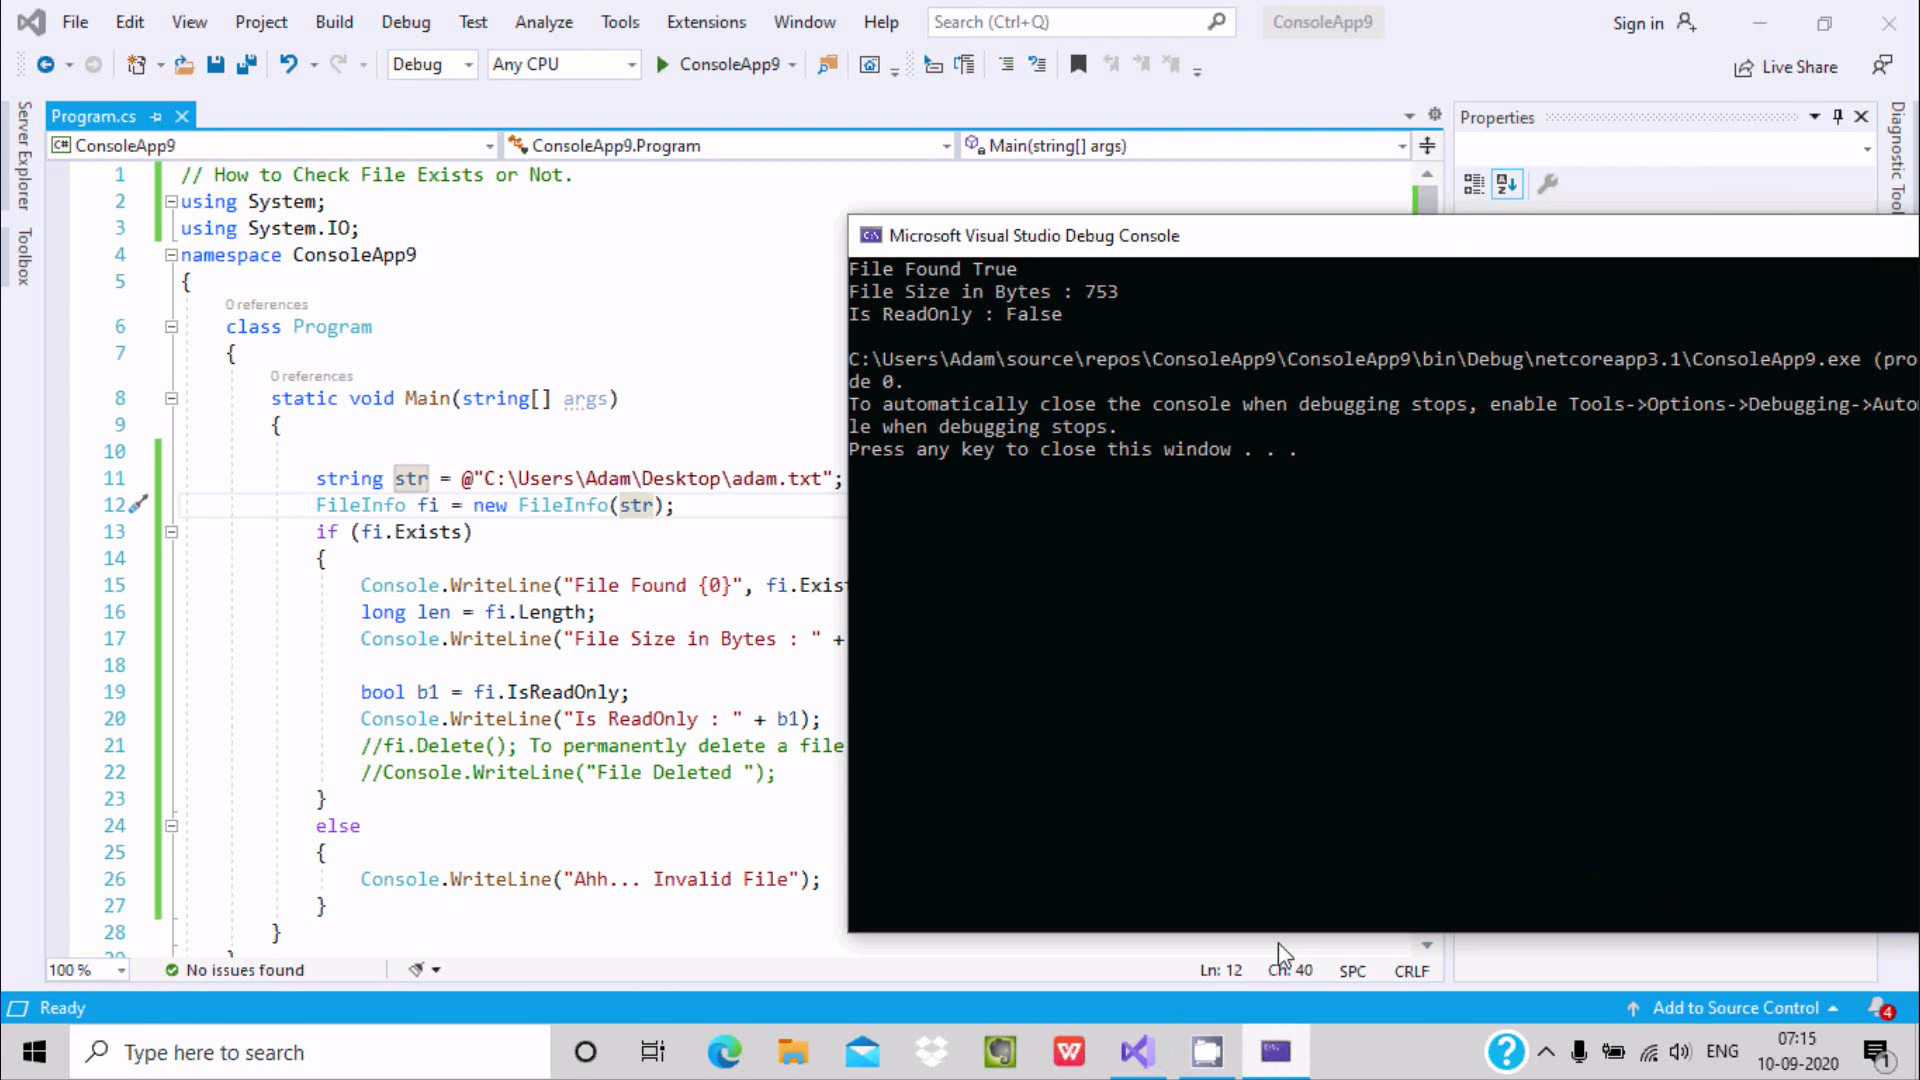 File Edit View Project Build Debug Test Analyze Tools Extensions Window Help Search (Ctrl+Q) ConsoleApp9 Sign in
Debug Any CPU ConsoleApp9 Live Share
Server Explorer
Toolbox
Program.cs
ConsoleApp9 ConsoleApp9.Program Main(string[] args)
1 // How to Check File Exists or Not.
2 using System;
3 using System.IO;
4 namespace ConsoleApp9
5 {
0 references
6 class Program
7 {
0 references
8 static void Main(string[] args)
9 {
10
11 string str = @"C:\Users\Adam\Desktop\adam.txt";
12 FileInfo fi = new FileInfo(str);
13 if (fi.Exists)
14 {
15 Console.WriteLine("File Found {0}", fi.Exist
16 long len = fi.Length;
17 Console.WriteLine("File Size in Bytes : " +
18
19 bool b1 = fi.IsReadOnly;
20 Console.WriteLine("Is ReadOnly : " + b1);
21 //fi.Delete(); To permanently delete a file
22 //Console.WriteLine("File Deleted ");
23 }
24 else
25 {
26 Console.WriteLine("Ahh... Invalid File");
27 }
28 }
Properties
Diagnostic Tool
Microsoft Visual Studio Debug Console
File Found True
File Size in Bytes : 753
Is ReadOnly : False
C:\Users\Adam\source\repos\ConsoleApp9\ConsoleApp9\bin\Debug\netcoreapp3.1\ConsoleApp9.exe (pro
de 0.
To automatically close the console when debugging stops, enable Tools->Options->Debugging->Auto
le when debugging stops.
Press any key to close this window . . .
100 % No issues found Ln: 12 Ch: 40 SPC CRLF
Ready Add to Source Control 4
Type here to search ENG 07:15
10-09-2020 1